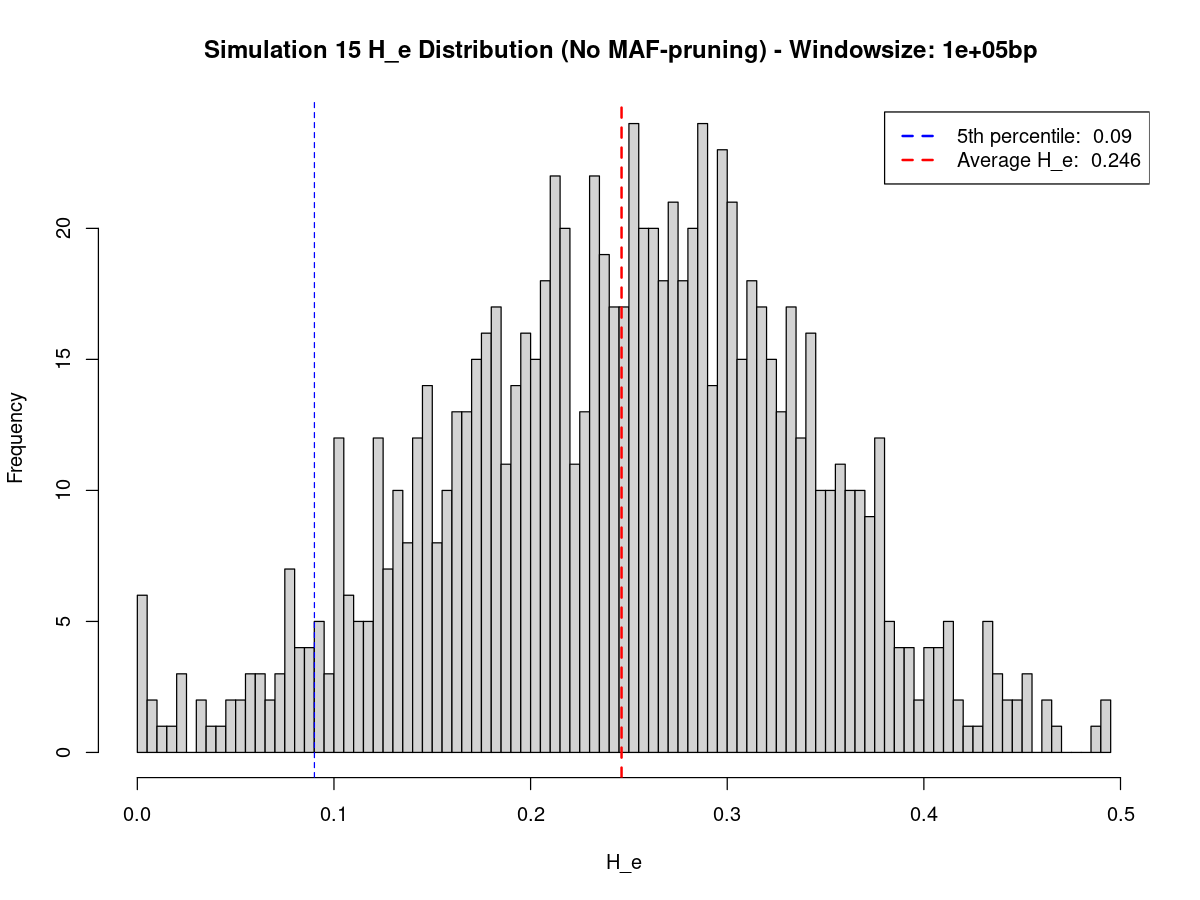 Simulation 15 H_e Distribution (No MAF-pruning) - Windowsize: 1e+05bp
5th percentile: 0.09
Average H_e: 0.246
Frequency
20
15
10
5
0
0.0 0.1 0.2 0.3 0.4 0.5
H_e